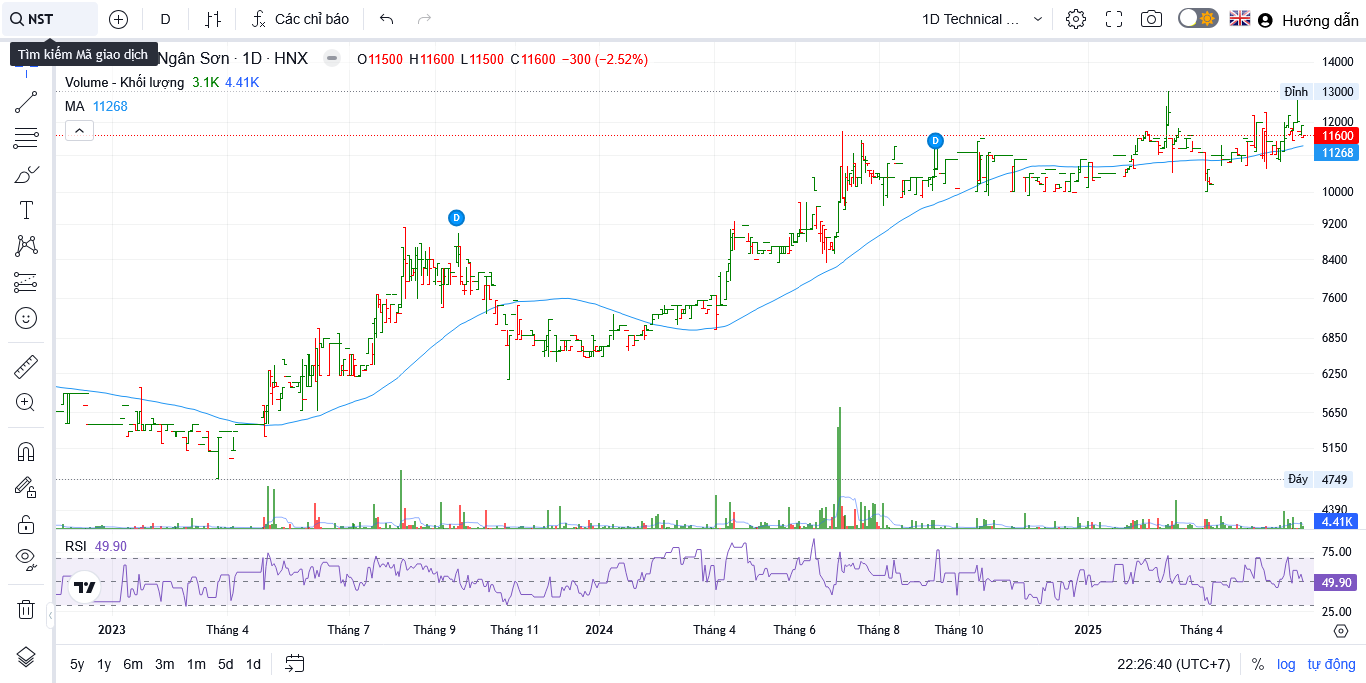 NST
D
Các chỉ báo
1D Technical ...
Hướng dẫn
Tìm kiếm Mã giao dịch
Ngân Sơn · 1D · HNX
O11500 H11600 L11500 C11600 −300 (−2.52%)
Volume - Khối lượng 3.1K 4.41K
MA 11268
14000
Đỉnh 13000
12000
11600
11268
10000
9200
8400
7600
6850
6250
5650
5150
Đáy 4749
4390
4.41K
D
D
RSI 49.90
75.00
49.90
25.00
2023 Tháng 4 Tháng 7 Tháng 9 Tháng 11 2024 Tháng 4 Tháng 6 Tháng 8 Tháng 10 2025 Tháng 4
5y 1y 6m 3m 1m 5d 1d
22:26:40 (UTC+7) % log tự động